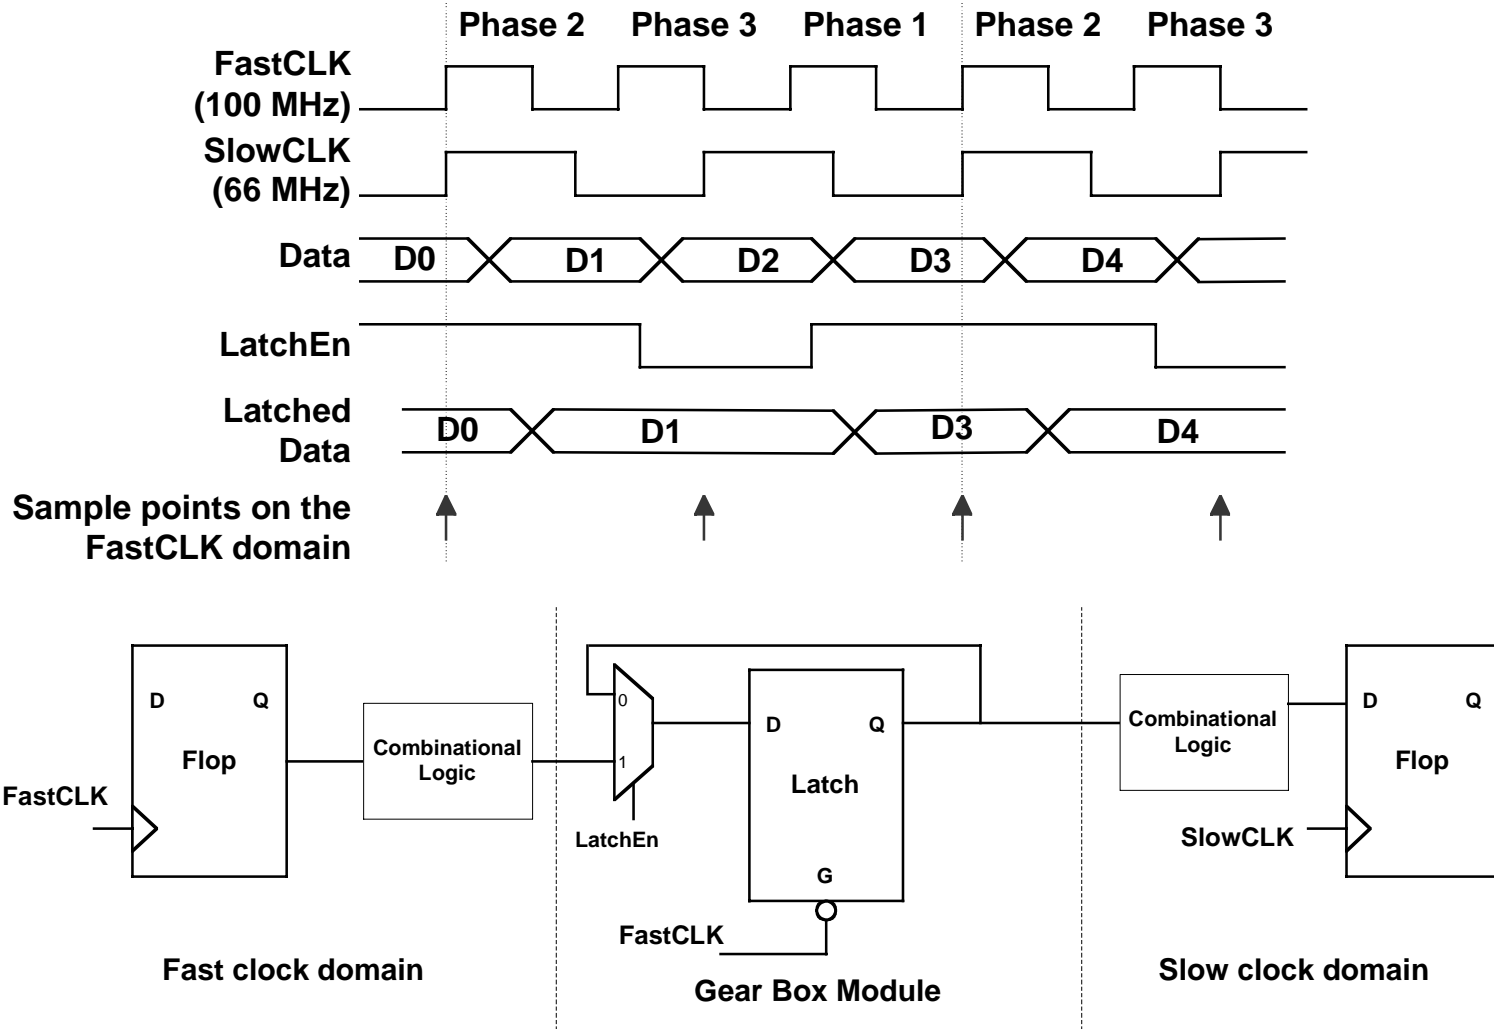 Phase 2 Phase 3 Phase 1 Phase 2 Phase 3
FastCLK
(100 MHz)
SlowCLK
(66 MHz)
Data D0 D1 D2 D3 D4
LatchEn
Latched
Data
D0 D1 D3 D4
Sample points on the
FastCLK domain
D Q
Flop
FastCLK
Combinational
Logic
0
1
LatchEn
D Q
Latch
G
FastCLK
Combinational
Logic
D Q
Flop
SlowCLK
Fast clock domain
Gear Box Module
Slow clock domain